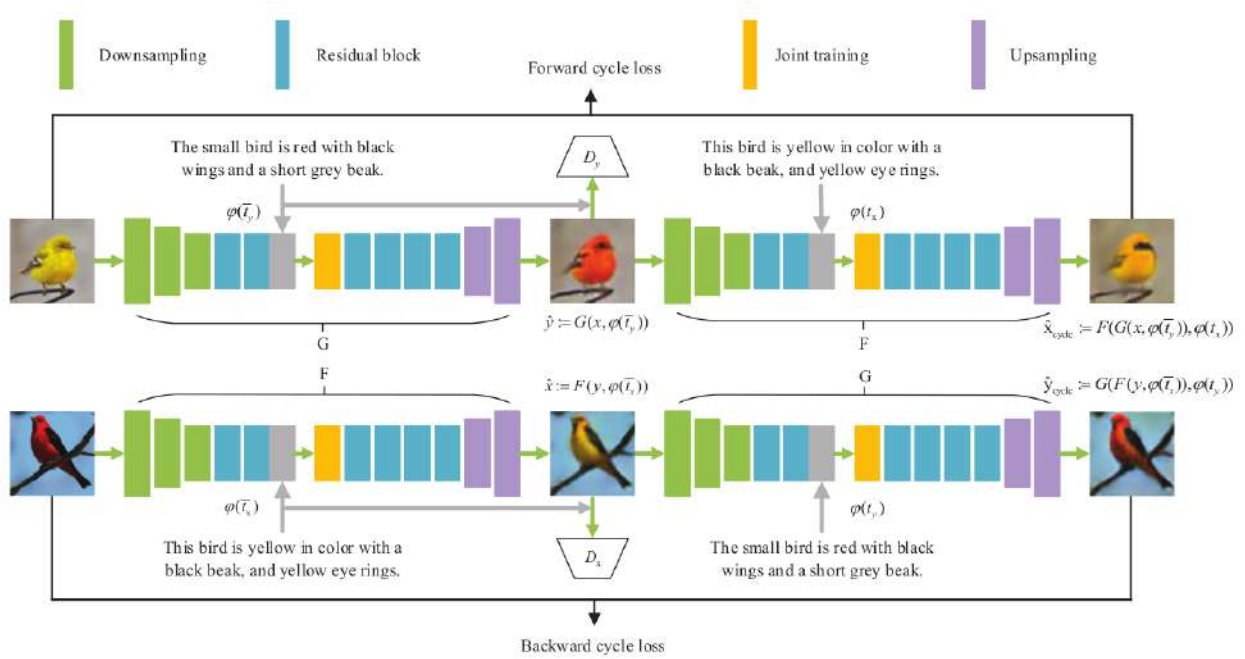 Downsampling
Residual block
Joint training
Upsampling
Forward cycle loss
The small bird is red with black
wings and a short grey beak.
D_y
This bird is yellow in color with a
black beak, and yellow eye rings.
φ(t̅_y)
φ(t_x)
ŷ := G(x, φ(t̅_y))
x̂_cycle := F(G(x, φ(t̅_y)), φ(t_x))
G
F
F
G
x̂ := F(y, φ(t̅_x))
ŷ_cycle := G(F(y, φ(t̅_x)), φ(t_y))
φ(t̅_x)
φ(t_y)
This bird is yellow in color with a
black beak, and yellow eye rings.
D_x
The small bird is red with black
wings and a short grey beak.
Backward cycle loss